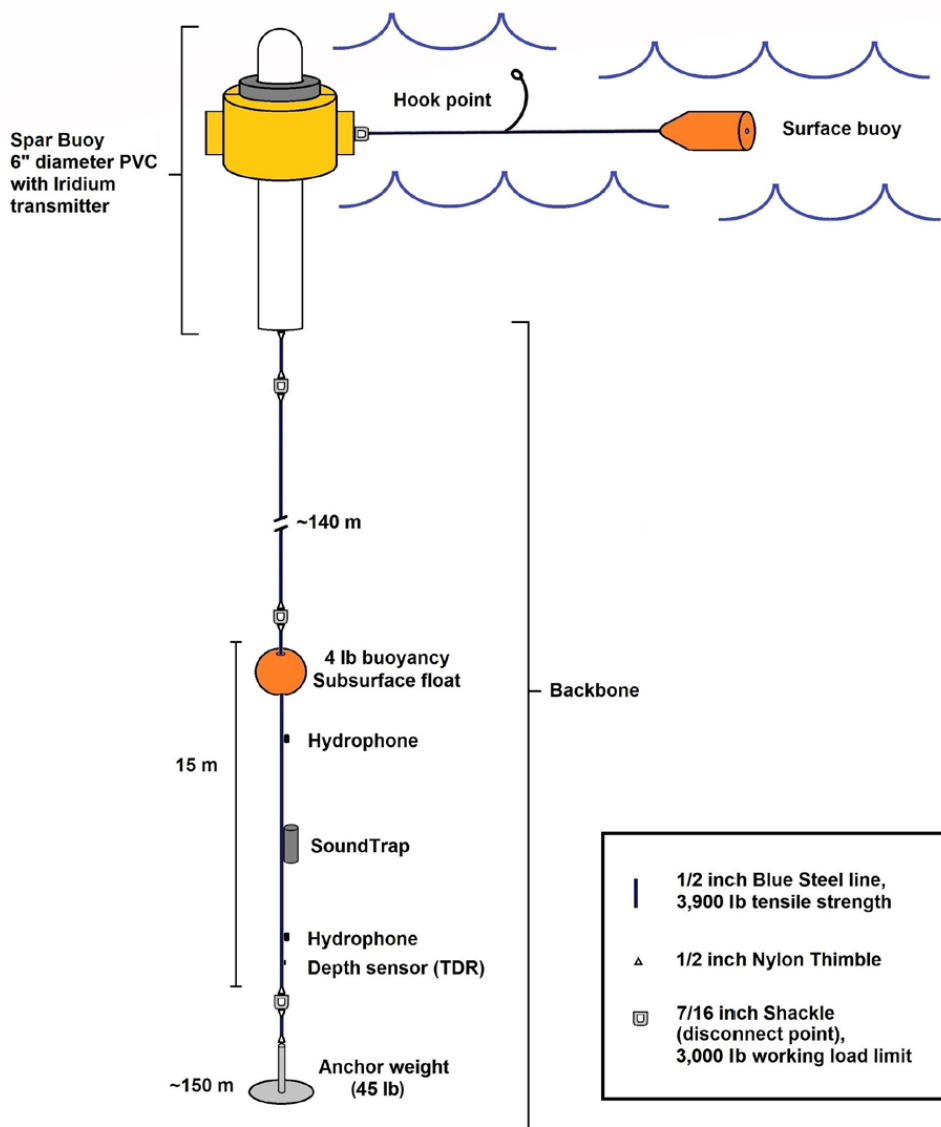 Hook point
Surface buoy
Spar Buoy
6" diameter PVC
with Iridium
transmitter
~140 m
4 lb buoyancy
Subsurface float
Backbone
Hydrophone
15 m
SoundTrap
Hydrophone
Depth sensor (TDR)
Anchor weight
(45 lb)
~150 m
1/2 inch Blue Steel line,
3,900 lb tensile strength
1/2 inch Nylon Thimble
7/16 inch Shackle
(disconnect point),
3,000 lb working load limit